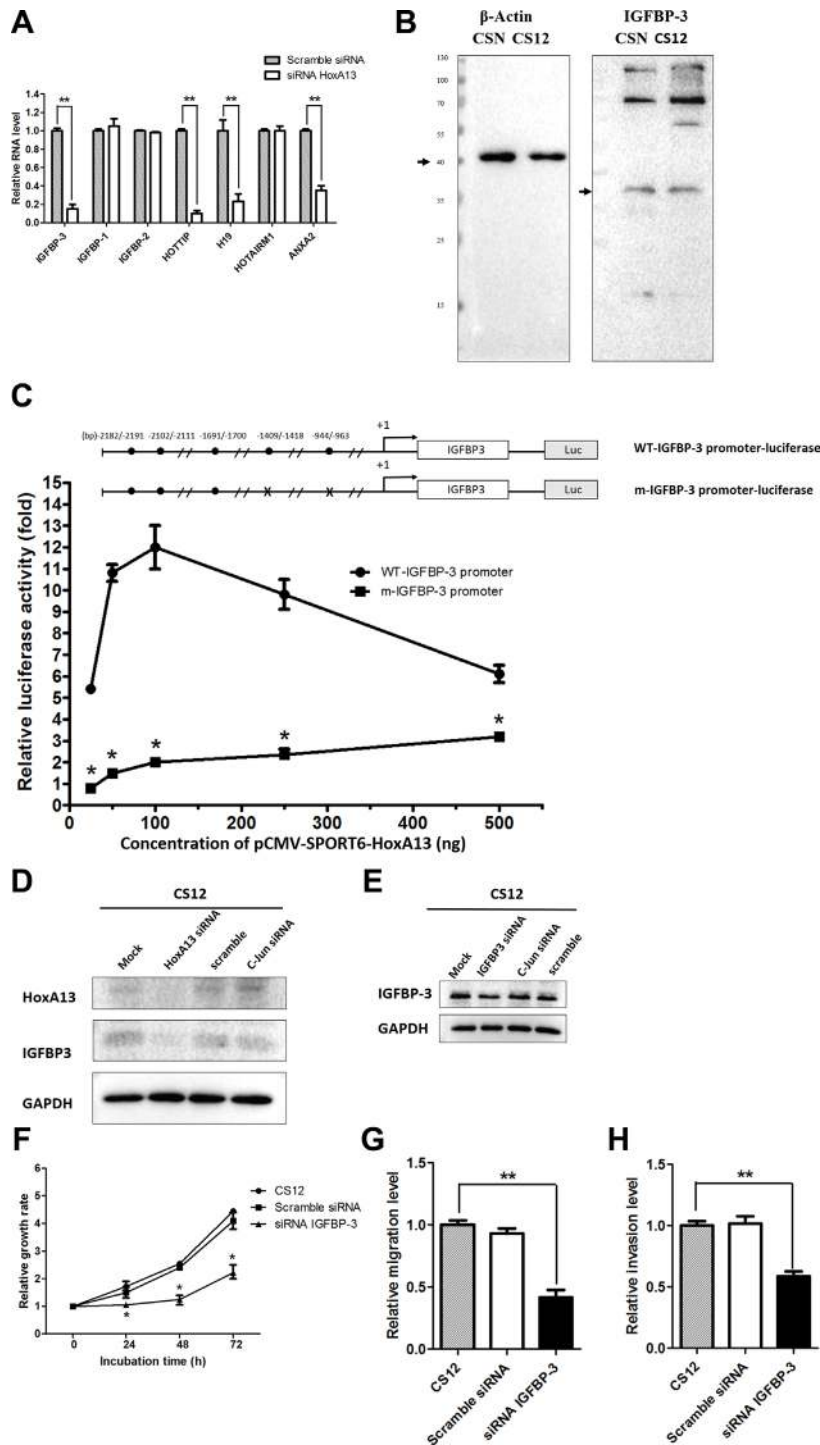 A
Scramble siRNA
siRNA HoxA13
Relative RNA level
1.4
1.2
1.0
0.8
0.6
0.4
0.2
0.0
**
**
**
**
IGFBP-3
IGFBP-1
IGFBP-2
HOTTIP
H19
HOTAIRM1
ANXA2
B
β-Actin
CSN CS12
IGFBP-3
CSN CS12
130
100
70
55
40
35
25
15
C
(bp)-2182/-2191 -2102/-2111 -1691/-1700 -1409/-1418 -944/-963
+1
IGFBP3
Luc
WT-IGFBP-3 promoter-luciferase
+1
IGFBP3
Luc
m-IGFBP-3 promoter-luciferase
Relative luciferase activity (fold)
15
14
13
12
11
10
9
8
7
6
5
4
3
2
1
0
WT-IGFBP-3 promoter
m-IGFBP-3 promoter
* * * * *
0 100 200 300 400 500
Concentration of pCMV-SPORT6-HoxA13 (ng)
D
CS12
Mock
HoxA13 siRNA
scramble
C-Jun siRNA
HoxA13
IGFBP3
GAPDH
E
CS12
Mock
IGFBP3 siRNA
C-Jun siRNA
scramble
IGFBP-3
GAPDH
F
Relative growth rate
6
5
4
3
2
1
0
CS12
Scramble siRNA
siRNA IGFBP-3
* * *
0 24 48 72
Incubation time (h)
G
Relative migration level
1.5
1.0
0.5
0.0
**
CS12
Scramble siRNA
siRNA IGFBP-3
H
Relative invasion level
1.5
1.0
0.5
0.0
**
CS12
Scramble siRNA
siRNA IGFBP-3